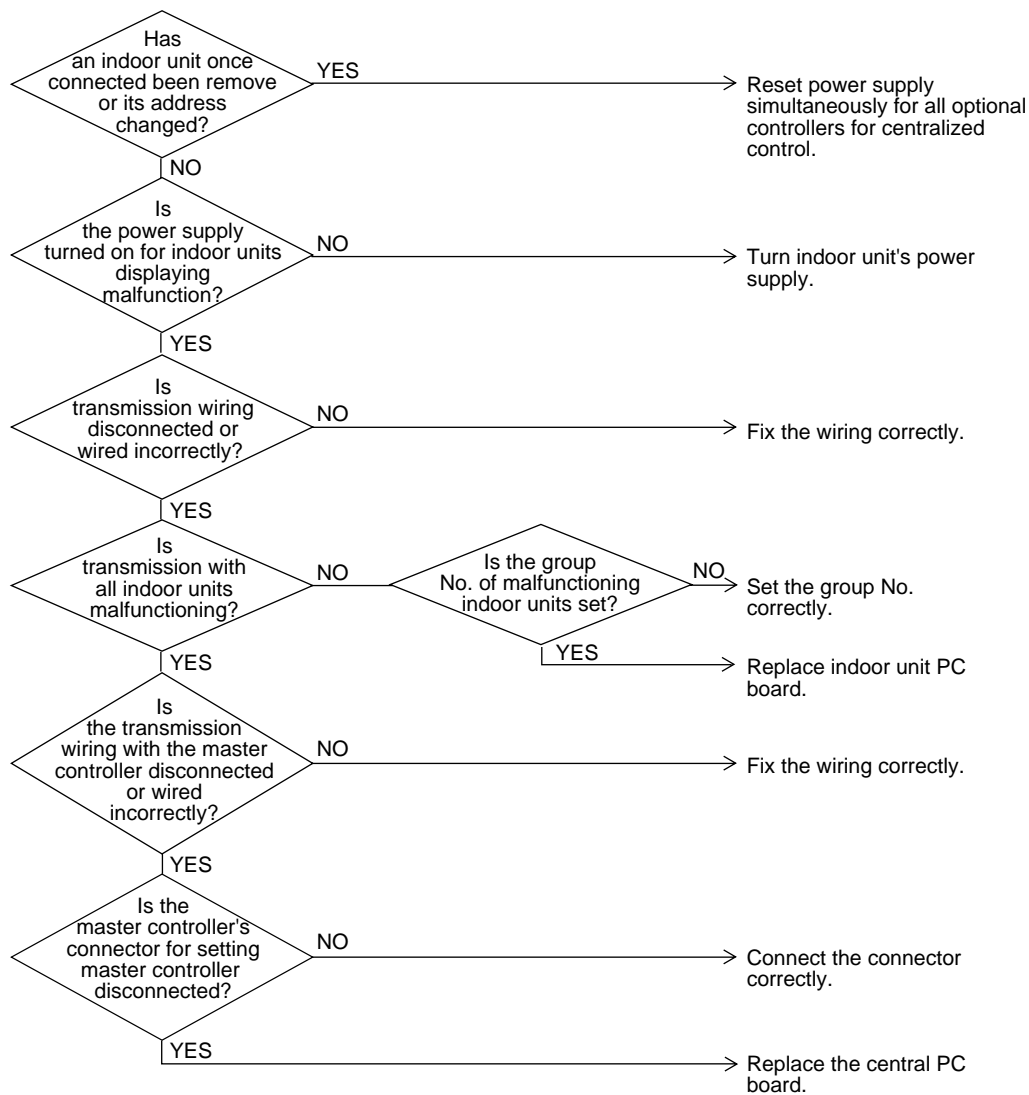 Has
an indoor unit once
connected been remove
or its address
changed?
YES
Reset power supply
simultaneously for all optional
controllers for centralized
control.
NO
Is
the power supply
turned on for indoor units
displaying
malfunction?
NO
Turn indoor unit's power
supply.
YES
Is
transmission wiring
disconnected or
wired incorrectly?
NO
Fix the wiring correctly.
YES
Is
transmission with
all indoor units
malfunctioning?
NO
Is the group
No. of malfunctioning
indoor units set?
NO
Set the group No.
correctly.
YES
Replace indoor unit PC
board.
YES
Is
the transmission
wiring with the master
controller disconnected
or wired
incorrectly?
NO
Fix the wiring correctly.
YES
Is the
master controller's
connector for setting
master controller
disconnected?
NO
Connect the connector
correctly.
YES
Replace the central PC
board.